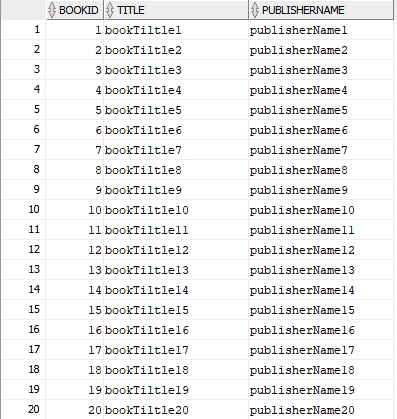 BOOKID TITLE PUBLISHERNAME
1 1 bookTiltle1 publisherName1
2 2 bookTiltle2 publisherName2
3 3 bookTiltle3 publisherName3
4 4 bookTiltle4 publisherName4
5 5 bookTiltle5 publisherName5
6 6 bookTiltle6 publisherName6
7 7 bookTiltle7 publisherName7
8 8 bookTiltle8 publisherName8
9 9 bookTiltle9 publisherName9
10 10 bookTiltle10 publisherName10
11 11 bookTiltle11 publisherName11
12 12 bookTiltle12 publisherName12
13 13 bookTiltle13 publisherName13
14 14 bookTiltle14 publisherName14
15 15 bookTiltle15 publisherName15
16 16 bookTiltle16 publisherName16
17 17 bookTiltle17 publisherName17
18 18 bookTiltle18 publisherName18
19 19 bookTiltle19 publisherName19
20 20 bookTiltle20 publisherName20